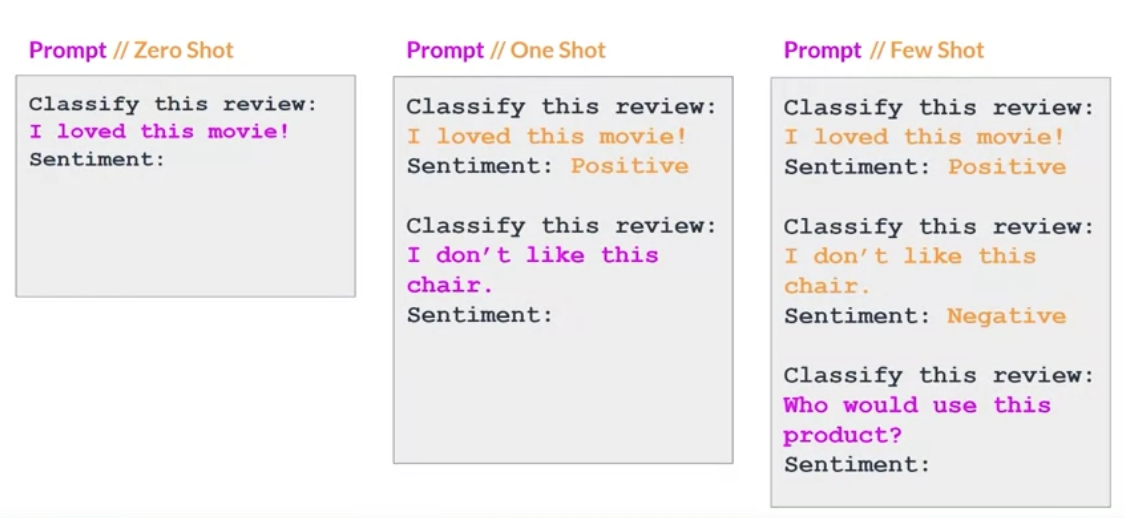 Prompt // Zero Shot
Classify this review:
I loved this movie!
Sentiment:
Prompt // One Shot
Classify this review:
I loved this movie!
Sentiment: Positive
Classify this review:
I don't like this
chair.
Sentiment:
Prompt // Few Shot
Classify this review:
I loved this movie!
Sentiment: Positive
Classify this review:
I don't like this
chair.
Sentiment: Negative
Classify this review:
Who would use this
product?
Sentiment: